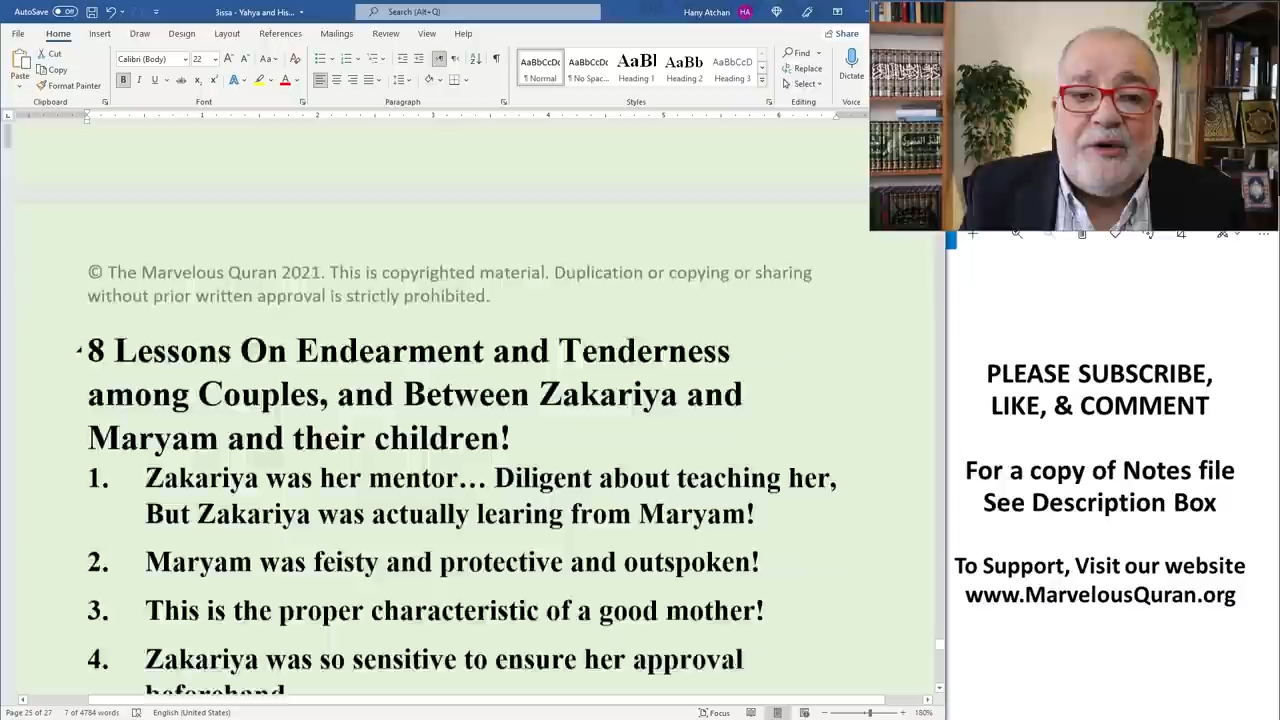 AutoSave Off 3issa - Yahya and His... Search (Alt+Q) Hany Atchan HA
File Home Insert Draw Design Layout References Mailings Review View Help Share
Paste Cut Copy Format Painter
Calibri (Body) 22
AaBbCcDc AaBbCcDc AaBl AaBb AaBbCcD
¶ Normal ¶ No Spac... Heading 1 Heading 2 Heading 3
Find Replace Select Dictate
Clipboard Font Paragraph Styles Editing Voice
© The Marvelous Quran 2021. This is copyrighted material. Duplication or copying or sharing
without prior written approval is strictly prohibited.
8 Lessons On Endearment and Tenderness
among Couples, and Between Zakariya and
Maryam and their children!
1. Zakariya was her mentor… Diligent about teaching her,
But Zakariya was actually learing from Maryam!
2. Maryam was feisty and protective and outspoken!
3. This is the proper characteristic of a good mother!
4. Zakariya was so sensitive to ensure her approval
beforehand
PLEASE SUBSCRIBE,
LIKE, & COMMENT
For a copy of Notes file
See Description Box
To Support, Visit our website
www.MarvelousQuran.org
Page 25 of 27 7 of 4784 words English (United States) Focus 180%